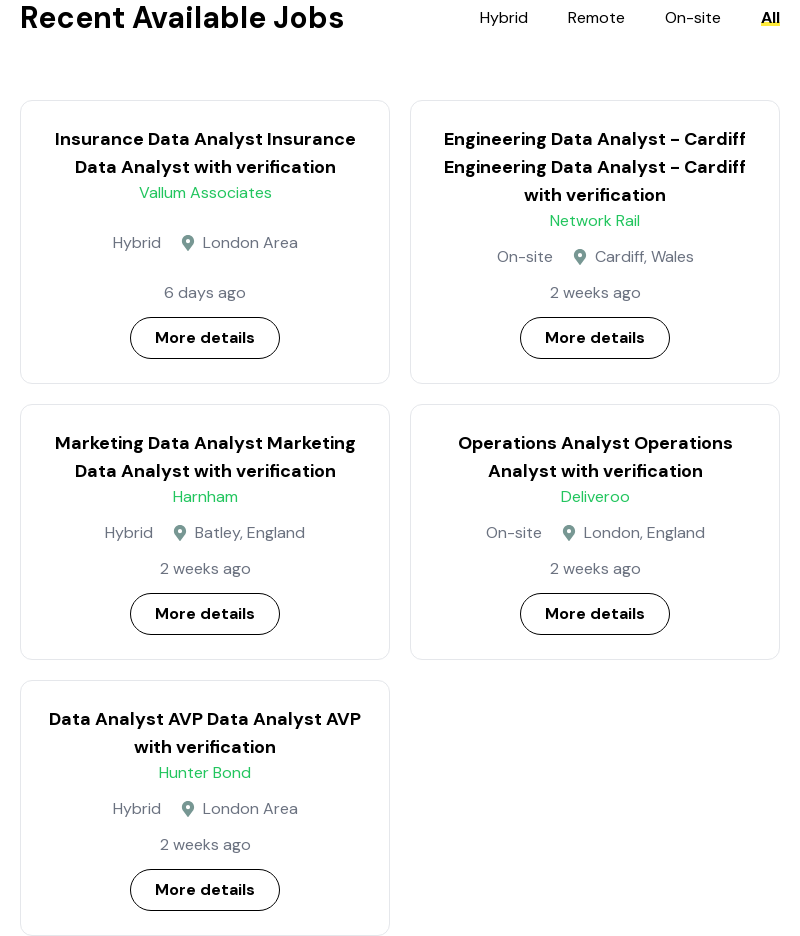 Recent Available Jobs
Hybrid
Remote
On-site
All
Insurance Data Analyst Insurance
Data Analyst with verification
Vallum Associates
Hybrid
London Area
6 days ago
More details
Engineering Data Analyst – Cardiff
Engineering Data Analyst – Cardiff
with verification
Network Rail
On-site
Cardiff, Wales
2 weeks ago
More details
Marketing Data Analyst Marketing
Data Analyst with verification
Harnham
Hybrid
Batley, England
2 weeks ago
More details
Operations Analyst Operations
Analyst with verification
Deliveroo
On-site
London, England
2 weeks ago
More details
Data Analyst AVP Data Analyst AVP
with verification
Hunter Bond
Hybrid
London Area
2 weeks ago
More details